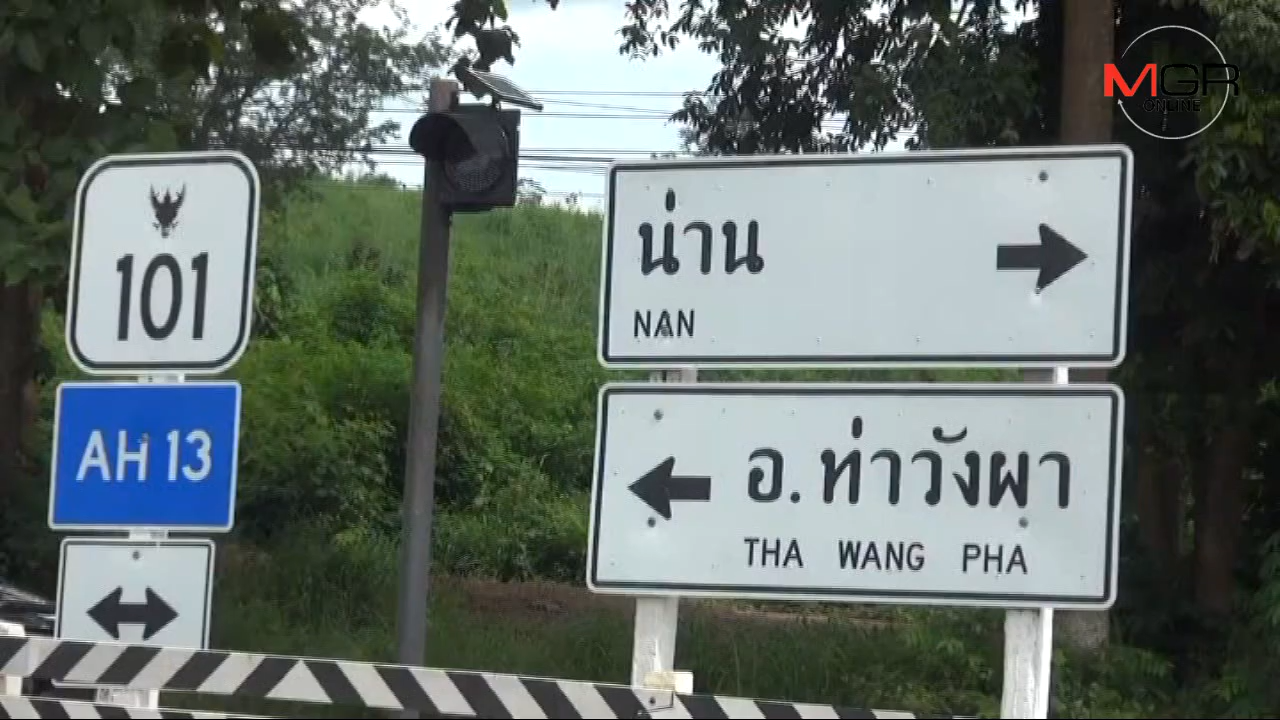 MGR
ONLINE
101
AH 13
น่าน
NAN
อ. ท่าวังผา
THA WANG PHA